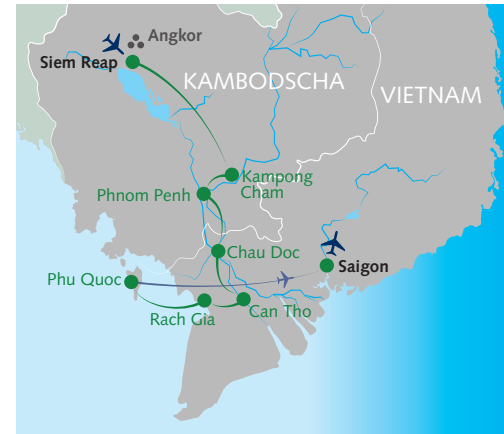 Angkor
Siem Reap
KAMBODSCHA
VIETNAM
Kampong
Cham
Phnom Penh
Chau Doc
Saigon
Phu Quoc
Rach Gia
Can Tho